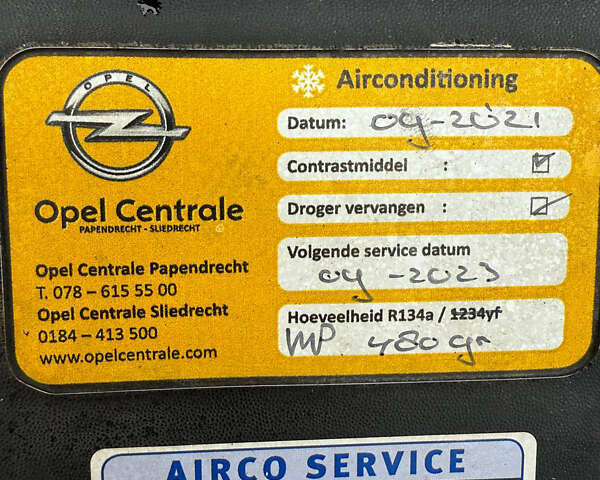 OPEL
Opel Centrale
PAPENDRECHT - SLIEDRECHT
Opel Centrale Papendrecht
T. 078 - 615 55 00
Opel Centrale Sliedrecht
0184 - 413 500
www.opelcentrale.com
Airconditioning
Datum: 09-2021
Contrastmiddel :
Droger vervangen :
Volgende service datum
09-2023
Hoeveelheid R134a / 1234yf
MP 480 gr
AIRCO SERVICE